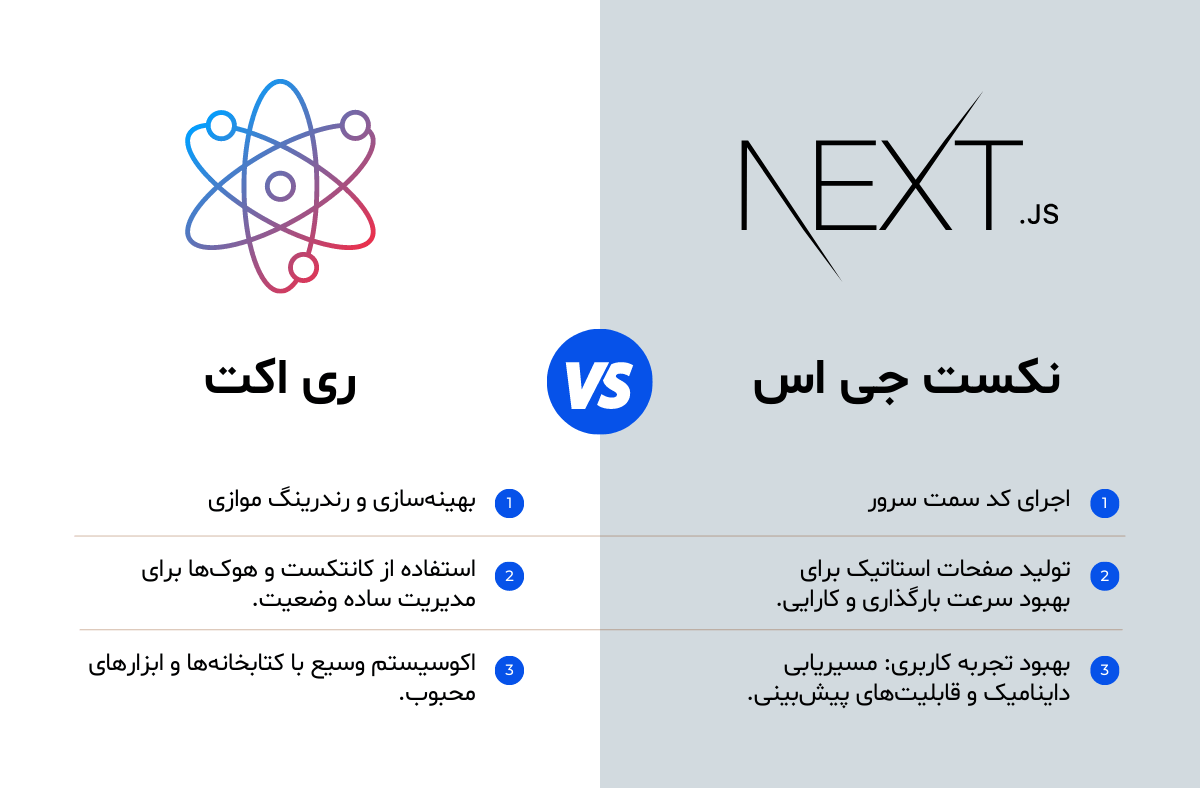 NEXT.JS
نکست جی اس
VS
ری اکت
1 اجرای کد سمت سرور
2 تولید صفحات استاتیک برای
بهبود سرعت بارگذاری و کارایی.
3 بهبود تجربه کاربری: مسیریابی
داینامیک و قابلیت‌های پیش‌بینی.
1 بهینه‌سازی و رندرینگ موازی
2 استفاده از کانتکست و هوک‌ها برای
مدیریت ساده وضعیت.
3 اکوسیستم وسیع با کتابخانه‌ها و ابزارهای
محبوب.